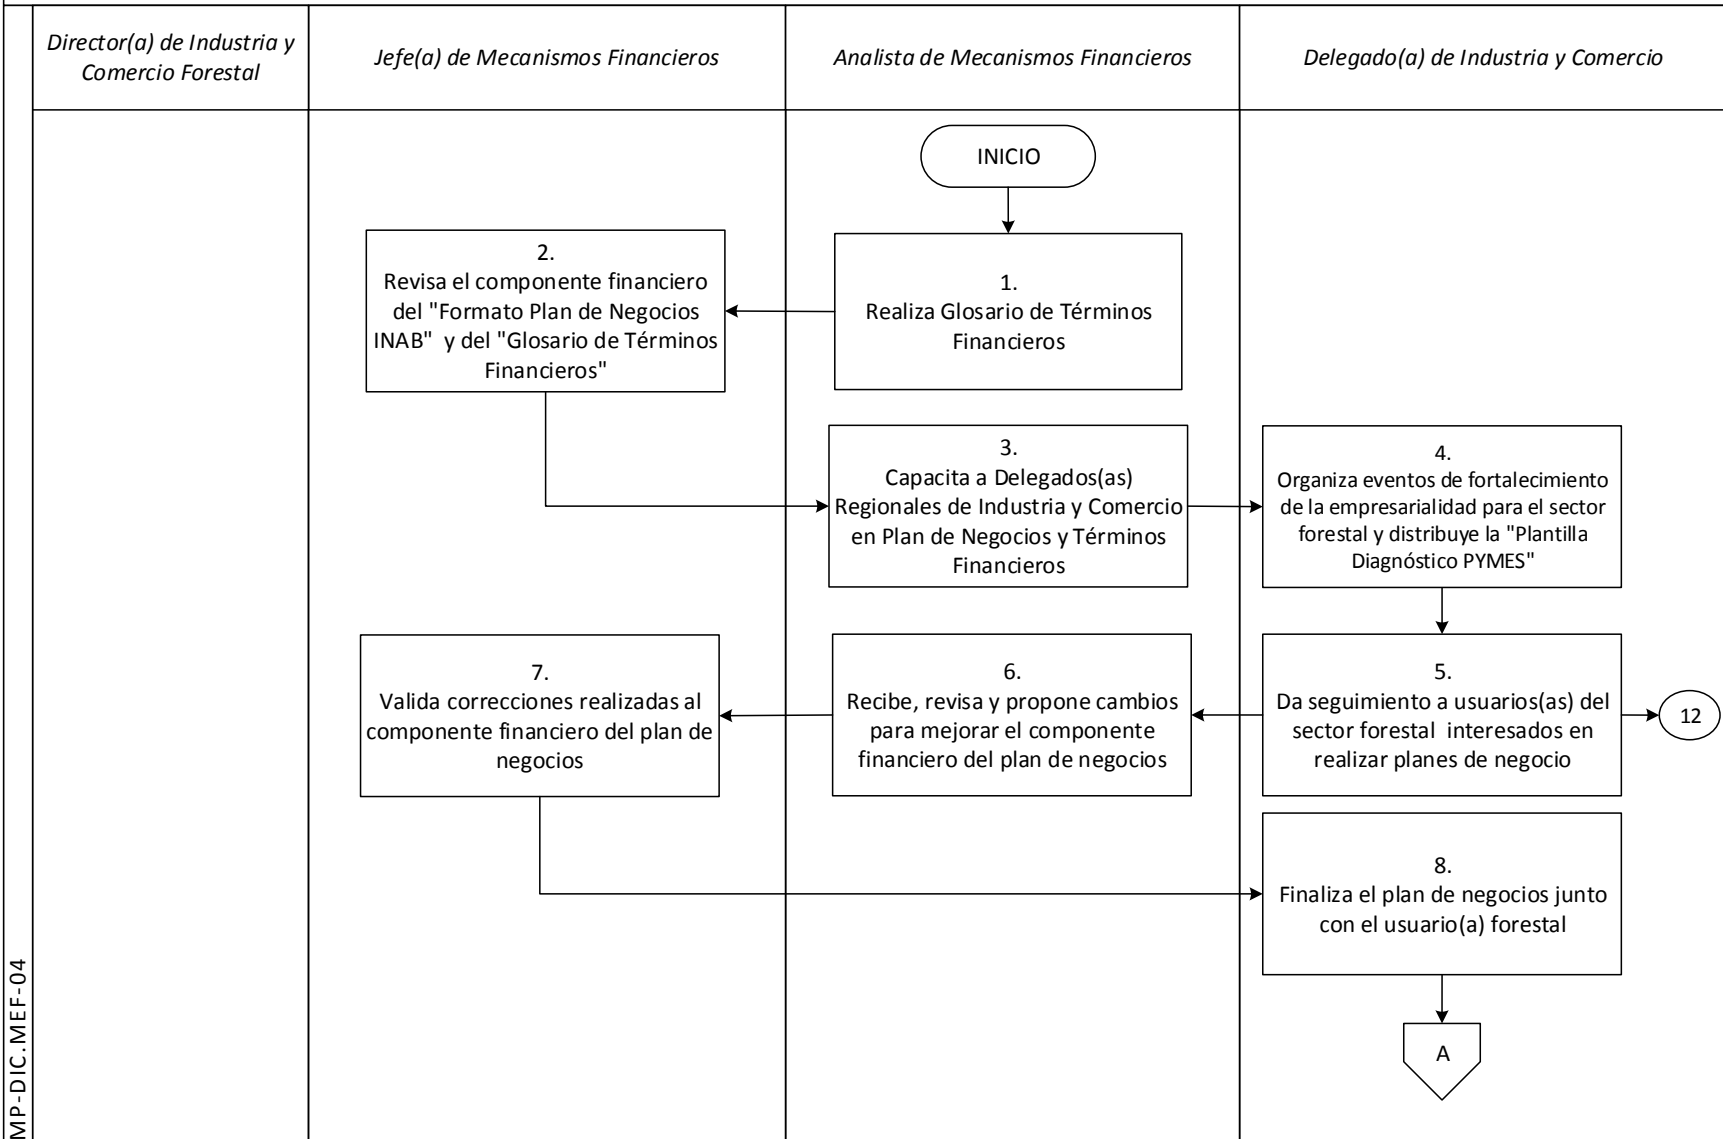 Director(a) de Industria y
Comercio Forestal
Jefe(a) de Mecanismos Financieros
Analista de Mecanismos Financieros
Delegado(a) de Industria y Comercio
INICIO
1.
Realiza Glosario de Términos
Financieros
2.
Revisa el componente financiero
del "Formato Plan de Negocios
INAB"  y del "Glosario de Términos
Financieros"
3.
Capacita a Delegados(as)
Regionales de Industria y Comercio
en Plan de Negocios y Términos
Financieros
4.
Organiza eventos de fortalecimiento
de la empresarialidad para el sector
forestal y distribuye la "Plantilla
Diagnóstico PYMES"
5.
Da seguimiento a usuarios(as) del
sector forestal  interesados en
realizar planes de negocio
12
6.
Recibe, revisa y propone cambios
para mejorar el componente
financiero del plan de negocios
7.
Valida correcciones realizadas al
componente financiero del plan de
negocios
8.
Finaliza el plan de negocios junto
con el usuario(a) forestal
A
MP-DIC.MEF-04